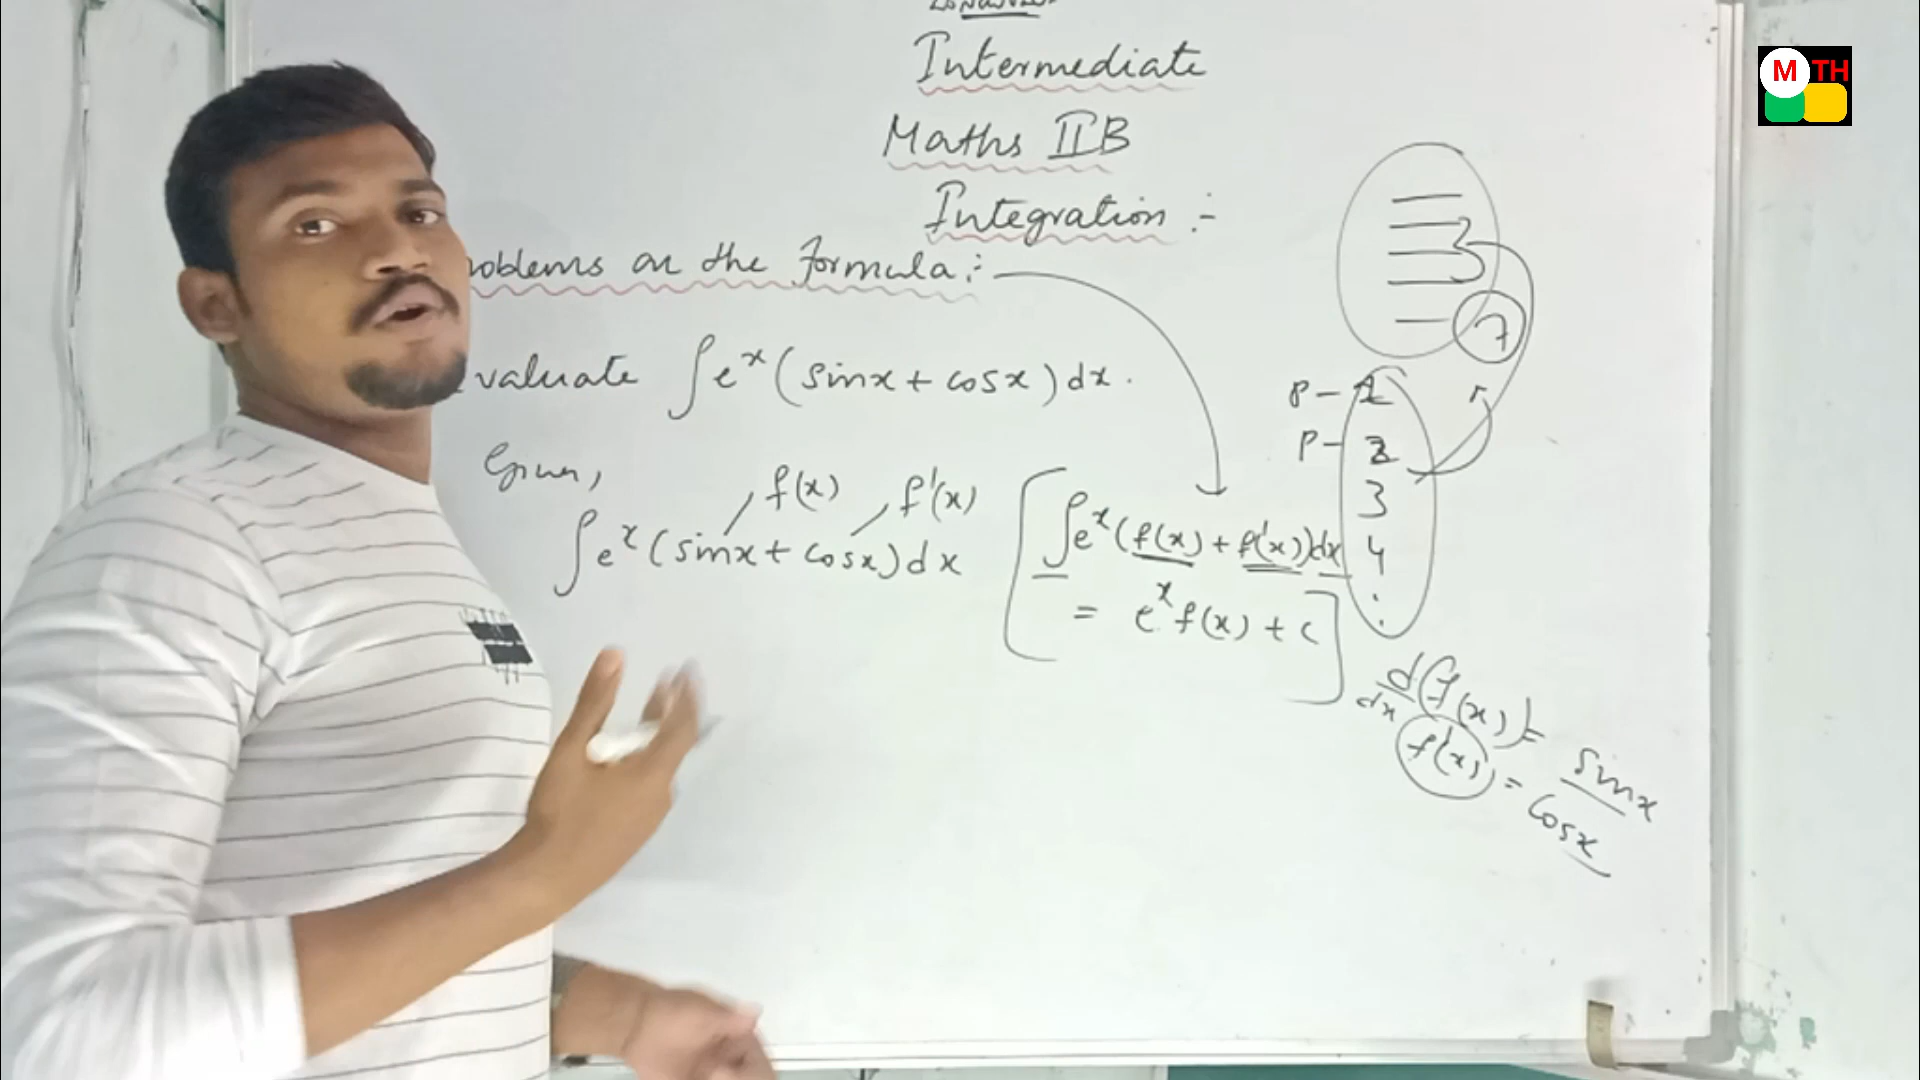 Intermediate
Maths IIB
Integration :-
oblems on the formula :-
valuate ∫eˣ(sinx + cosx)dx.
Given,
f(x) f'(x)
∫eˣ(sinx + cosx)dx
∫eˣ(f(x) + f'(x))dx
= eˣ f(x) + c
7
P - 1
P - 2
3
4
:
d/dx (f(x)) = sinx
f'(x) = cosx
M TH